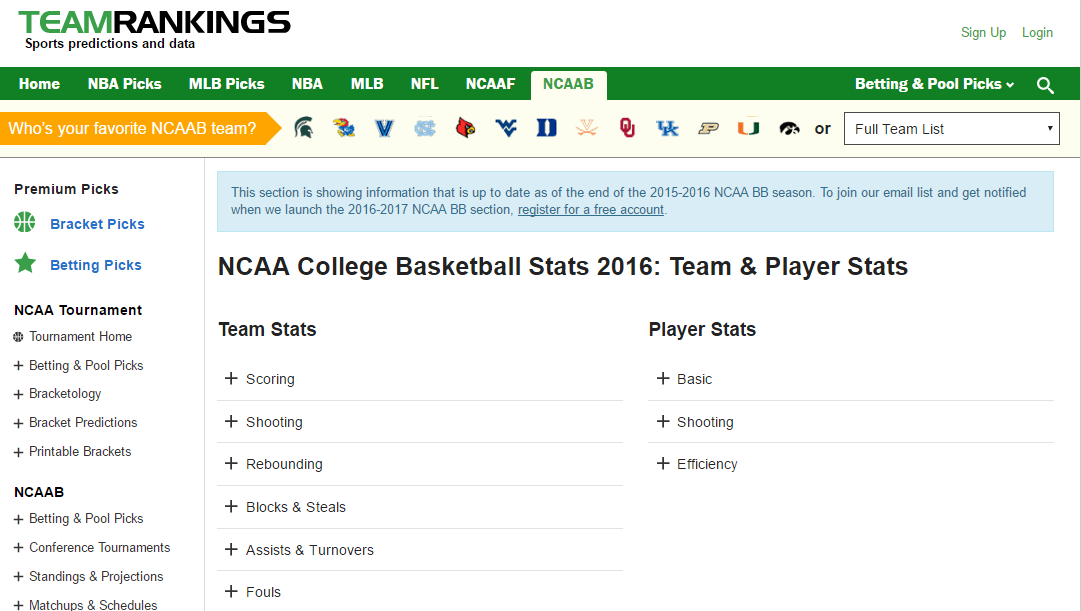 TEAMRANKINGS
Sports predictions and data
Sign Up Login
Home NBA Picks MLB Picks NBA MLB NFL NCAAF NCAAB Betting & Pool Picks
Who's your favorite NCAAB team? or Full Team List
Premium Picks
Bracket Picks
Betting Picks
NCAA Tournament
Tournament Home
+ Betting & Pool Picks
+ Bracketology
+ Bracket Predictions
+ Printable Brackets
NCAAB
+ Betting & Pool Picks
+ Conference Tournaments
+ Standings & Projections
+ Matchups & Schedules
This section is showing information that is up to date as of the end of the 2015-2016 NCAA BB season. To join our email list and get notified
when we launch the 2016-2017 NCAA BB section, register for a free account.
NCAA College Basketball Stats 2016: Team & Player Stats
Team Stats
+ Scoring
+ Shooting
+ Rebounding
+ Blocks & Steals
+ Assists & Turnovers
+ Fouls
Player Stats
+ Basic
+ Shooting
+ Efficiency